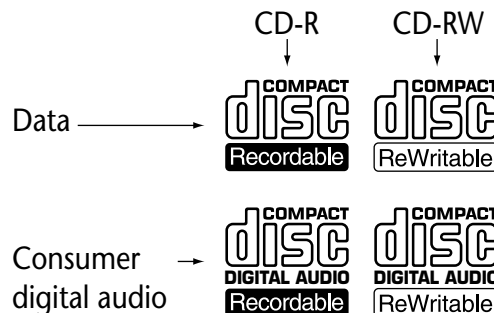 CD-R CD-RW
COMPACT COMPACT
disc disc
Data
Recordable ReWritable
COMPACT COMPACT
disc disc
Consumer
DIGITAL AUDIO DIGITAL AUDIO
digital audio
Recordable ReWritable